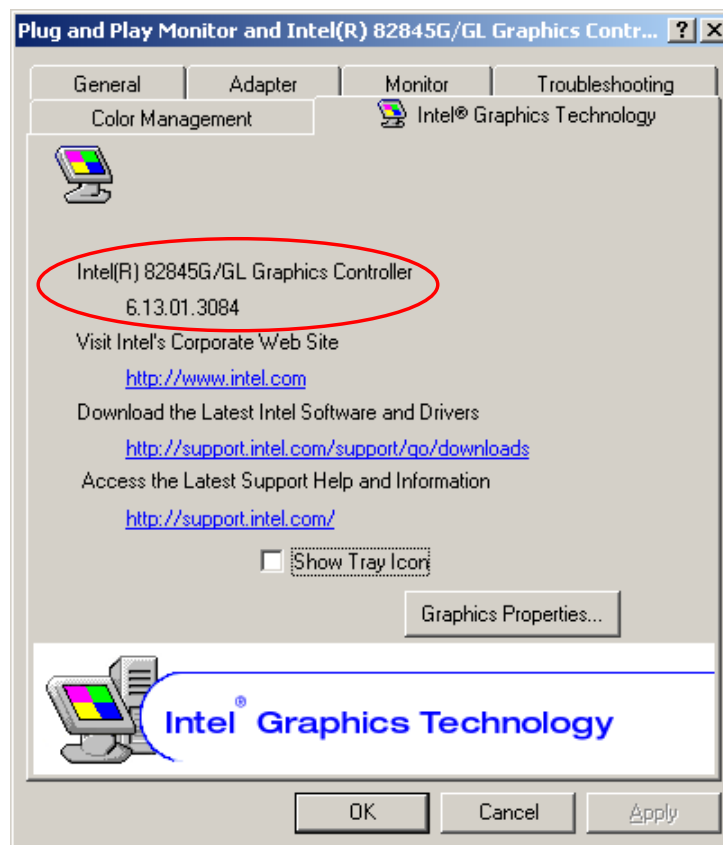 Plug and Play Monitor and Intel(R) 82845G/GL Graphics Contr... ? X
General Adapter Monitor Troubleshooting
Color Management Intel® Graphics Technology
Intel(R) 82845G/GL Graphics Controller
6.13.01.3084
Visit Intel's Corporate Web Site
http://www.intel.com
Download the Latest Intel Software and Drivers
http://support.intel.com/support/go/downloads
Access the Latest Support Help and Information
http://support.intel.com/
Show Tray Icon
Graphics Properties...
Intel® Graphics Technology
OK Cancel Apply